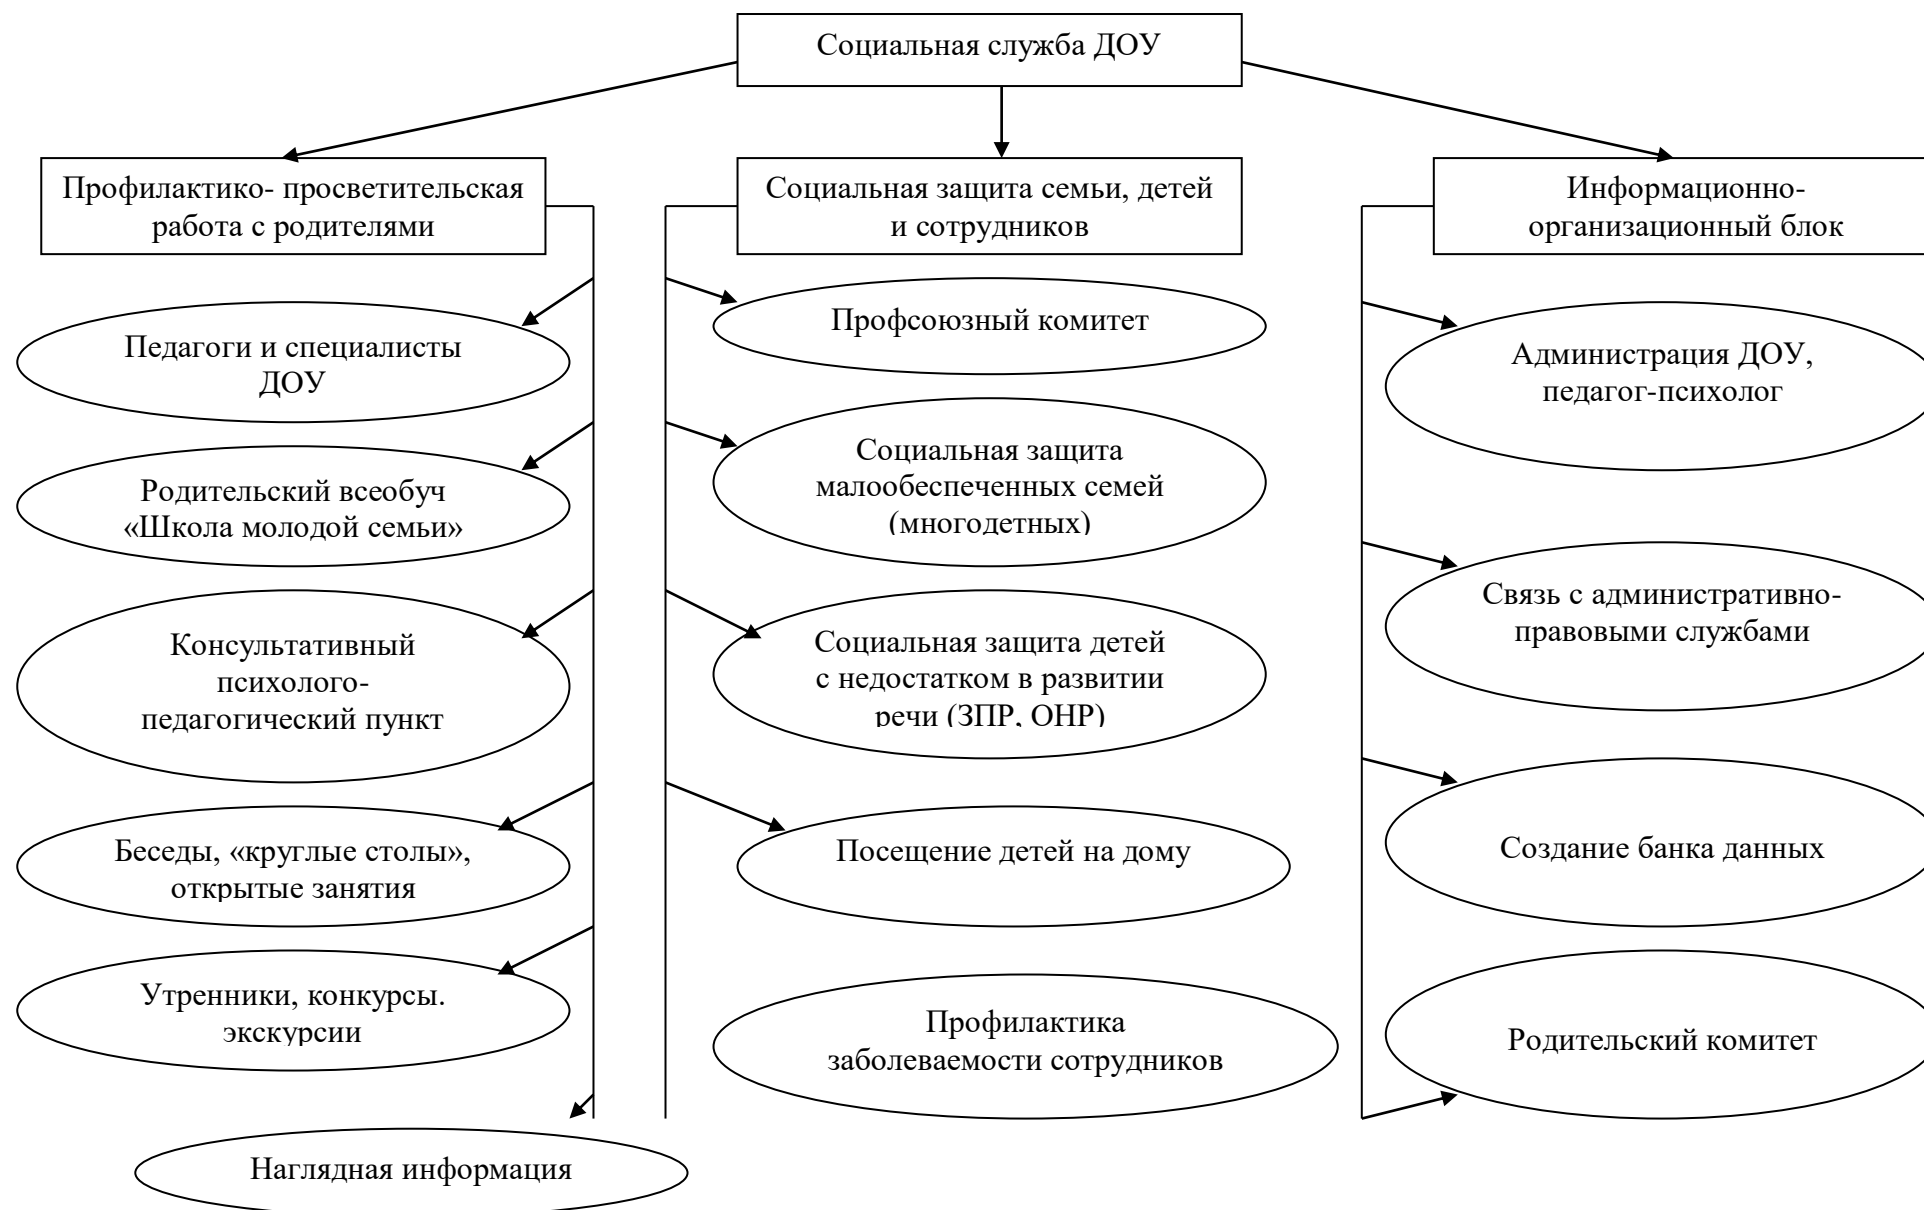 Социальная служба ДОУ
Профилактико- просветительская
работа с родителями
Социальная защита семьи, детей
и сотрудников
Информационно-
организационный блок
Педагоги и специалисты
ДОУ
Родительский всеобуч
«Школа молодой семьи»
Консультативный
психолого-
педагогический пункт
Беседы, «круглые столы»,
открытые занятия
Утренники, конкурсы.
экскурсии
Наглядная информация
Профсоюзный комитет
Социальная защита
малообеспеченных семей
(многодетных)
Социальная защита детей
с недостатком в развитии
речи (ЗПР, ОНР)
Посещение детей на дому
Профилактика
заболеваемости сотрудников
Администрация ДОУ,
педагог-психолог
Связь с административно-
правовыми службами
Создание банка данных
Родительский комитет